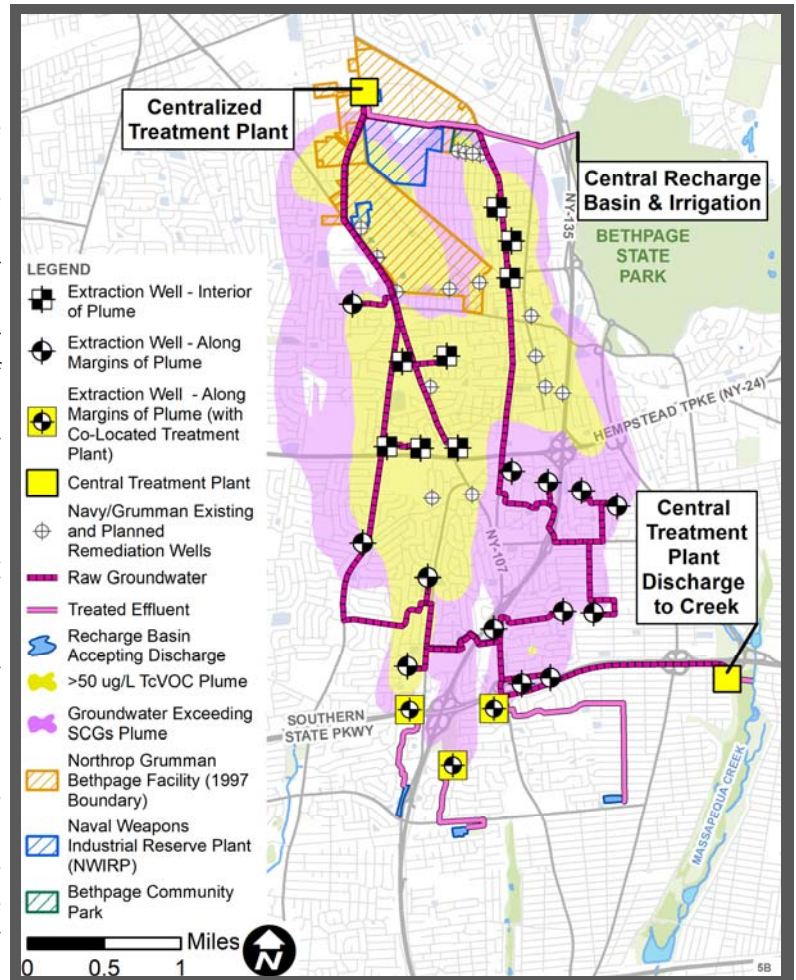 Centralized
Treatment Plant
Central Recharge
Basin & Irrigation
NY-135
BETHPAGE
STATE
PARK
LEGEND
Extraction Well - Interior
of Plume
Extraction Well - Along
Margins of Plume
Extraction Well - Along
Margins of Plume (with
Co-Located Treatment
Plant)
Central Treatment Plant
Navy/Grumman Existing
and Planned
Remediation Wells
Raw Groundwater
Treated Effluent
Recharge Basin
Accepting Discharge
>50 ug/L TcVOC Plume
Groundwater Exceeding
SCGs Plume
Northrop Grumman
Bethpage Facility (1997
Boundary)
Naval Weapons
Industrial Reserve Plant
(NWIRP)
Bethpage Community
Park
0 0.5 1 Miles
N
HEMPSTEAD TPKE (NY-24)
NY-107
Central
Treatment
Plant
Discharge
to Creek
SOUTHERN
STATE PKWY
MASSAPEQUA CREEK
5B